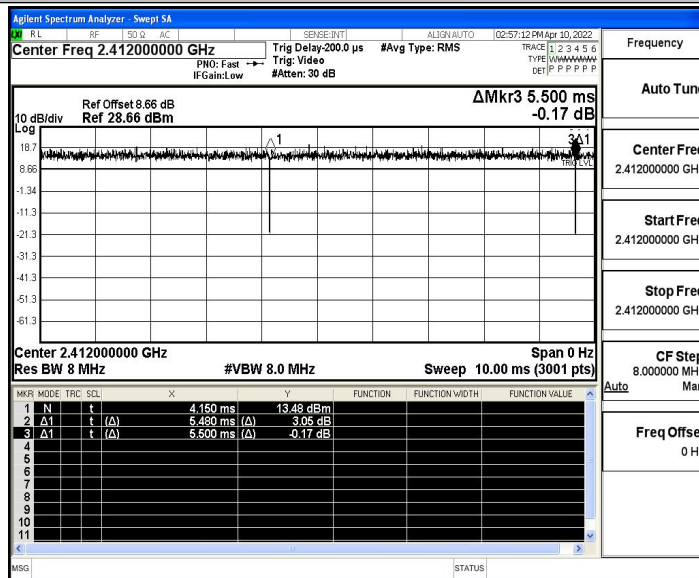 Agilent Spectrum Analyzer - Swept SA
RL RF 50 Ω AC SENSE:INT ALIGN AUTO 02:57:12 PM Apr 10, 2022
Center Freq 2.412000000 GHz
PNO: Fast
IFGain:Low
Trig Delay-200.0 µs
Trig: Video
#Atten: 30 dB
#Avg Type: RMS
TRACE 1 2 3 4 5 6
TYPE WWWWWW
DET P P P P P P
Frequency
Auto Tun
Ref Offset 8.66 dB
10 dB/div Ref 28.66 dBm
Log
ΔMkr3 5.500 ms
-0.17 dB
18.7
8.66
-1.34
-11.3
-21.3
-31.3
-41.3
-51.3
-61.3
1
3Δ1
TRIG LVL
Center Fre
2.412000000 GH
Start Fre
2.412000000 GH
Stop Fre
2.412000000 GH
Center 2.412000000 GHz Span 0 Hz
Res BW 8 MHz #VBW 8.0 MHz Sweep 10.00 ms (3001 pts)
CF Step
8.000000 MH
Auto Ma
MKR MODE TRC SCL X Y FUNCTION FUNCTION WIDTH FUNCTION VALUE
1 N t 4.150 ms 13.48 dBm
2 Δ1 t (Δ) 5.480 ms (Δ) 3.05 dB
3 Δ1 t (Δ) 5.500 ms (Δ) -0.17 dB
4
5
6
7
8
9
10
11
Freq Offse
0 H
MSG STATUS